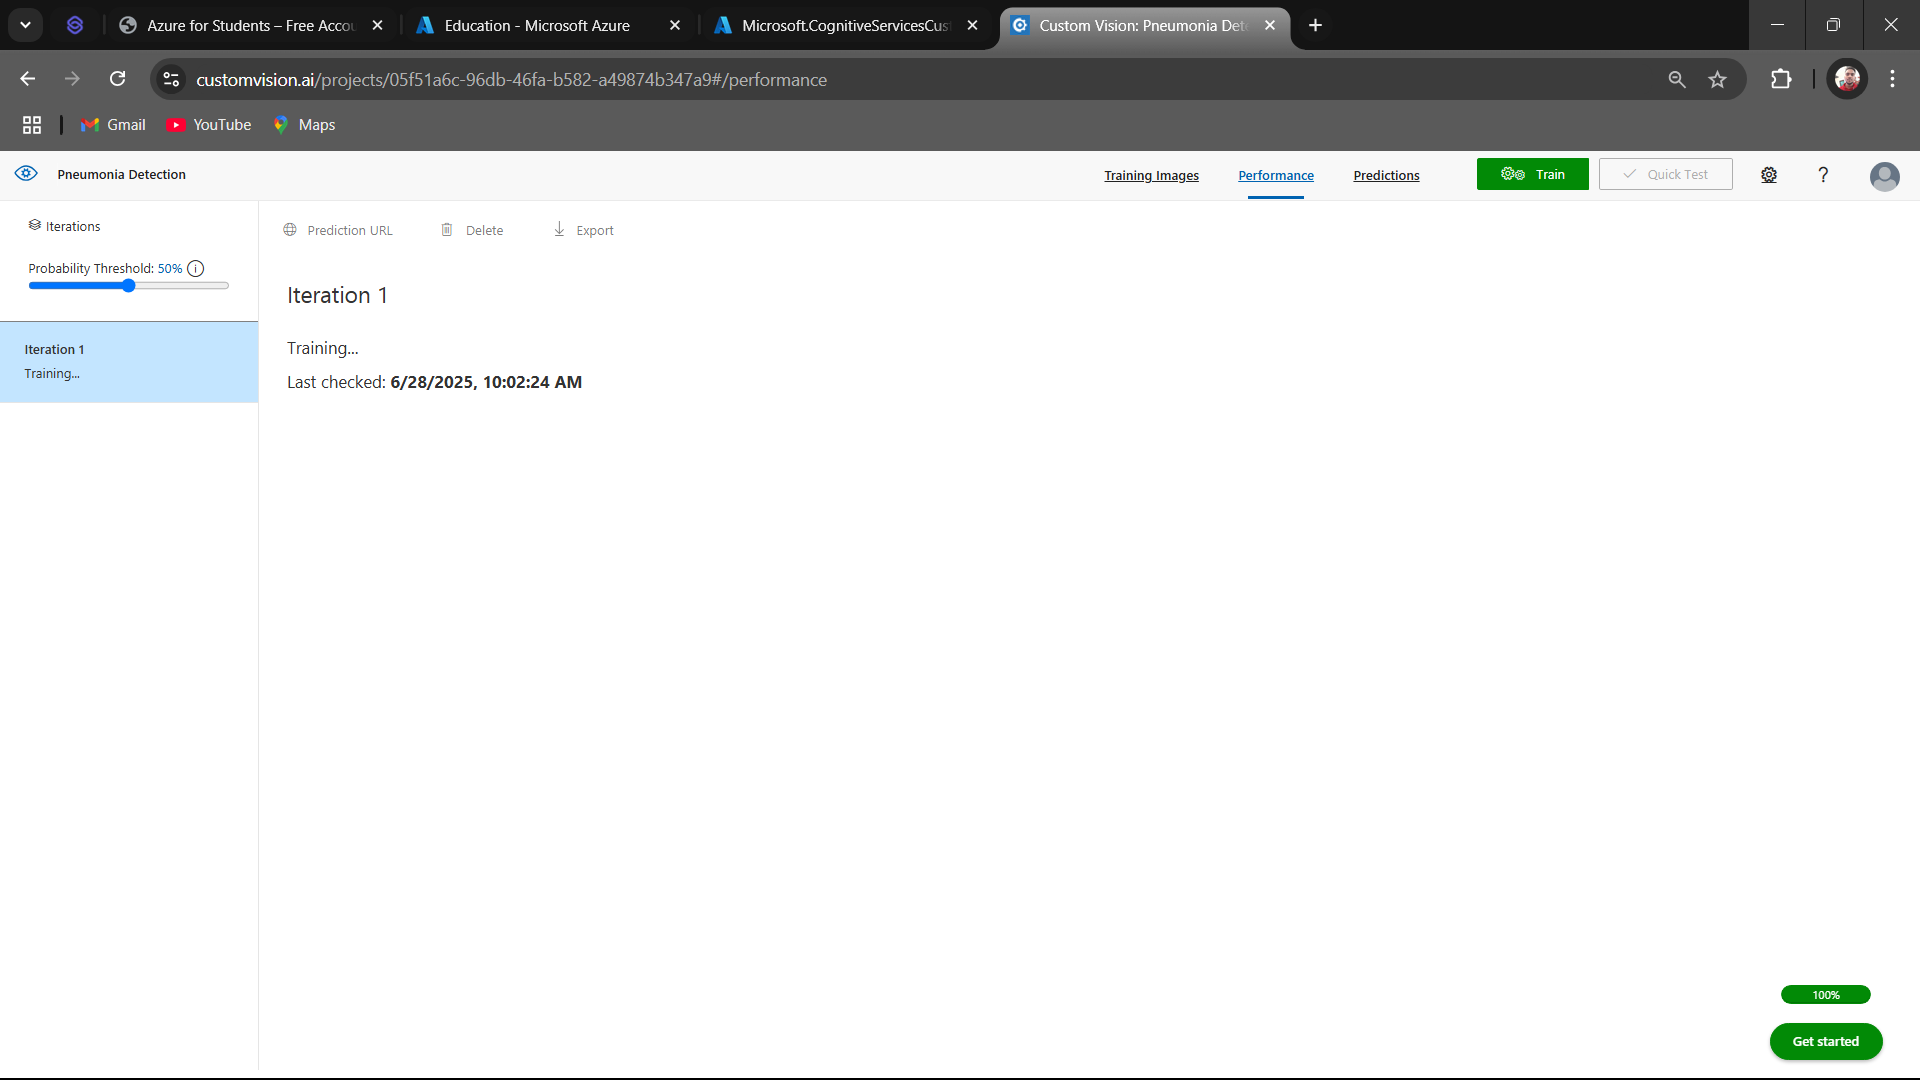 Azure for Students – Free Accou
Education - Microsoft Azure
Microsoft.CognitiveServicesCus
Custom Vision: Pneumonia Det
customvision.ai/projects/05f51a6c-96db-46fa-b582-a49874b347a9#/performance
Gmail
YouTube
Maps
Pneumonia Detection
Training Images
Performance
Predictions
Train
Quick Test
?
Iterations
Probability Threshold: 50%
Iteration 1
Training...
Prediction URL
Delete
Export
Iteration 1
Training...
Last checked: 6/28/2025, 10:02:24 AM
100%
Get started